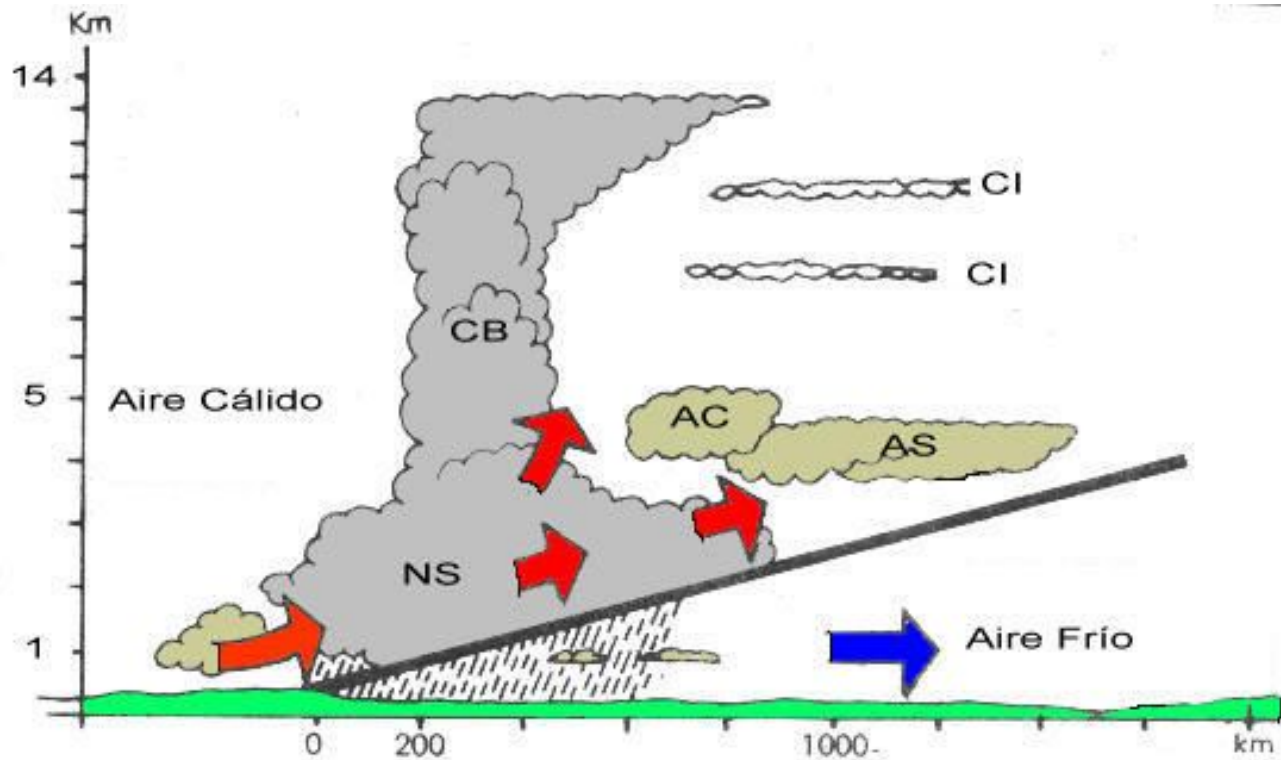 Km
14
CI
CI
CB
5
Aire Cálido
AC
AS
NS
1
Aire Frío
0
200
1000-
km